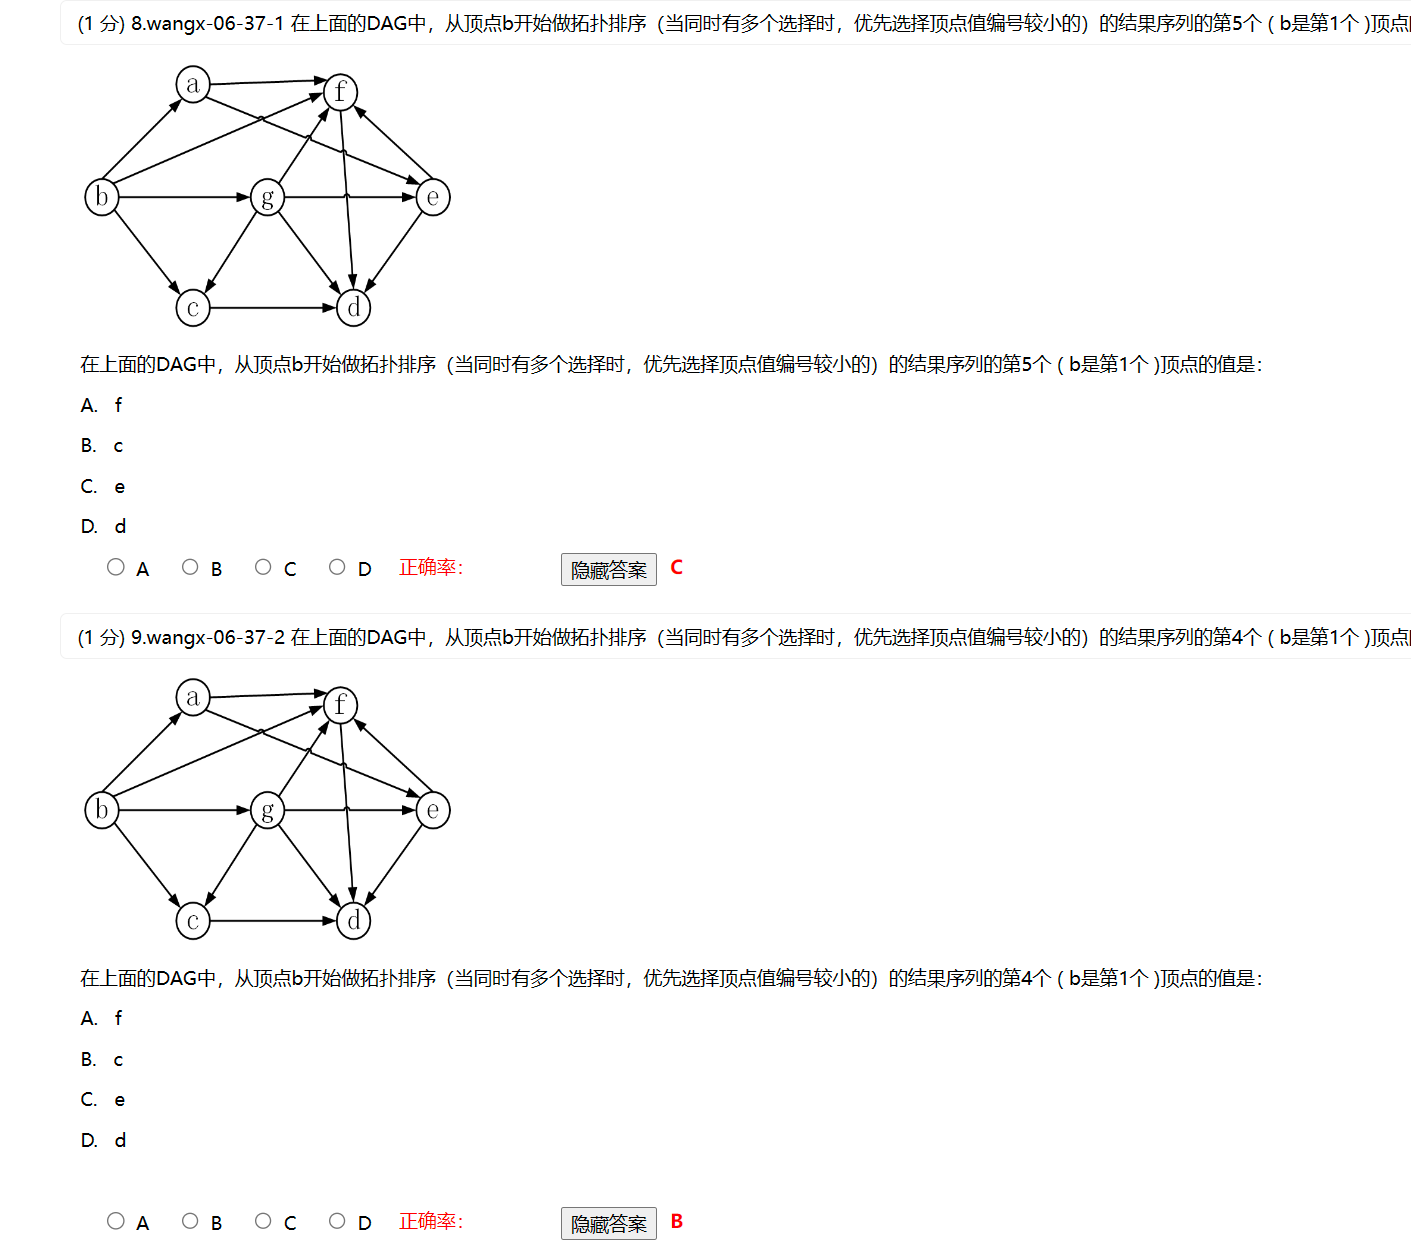 (1 分) 8.wangx-06-37-1 在上面的DAG中，从顶点b开始做拓扑排序（当同时有多个选择时，优先选择顶点值编号较小的）的结果序列的第5个 ( b是第1个 )顶点
a
f
b
g
e
c
d
在上面的DAG中，从顶点b开始做拓扑排序（当同时有多个选择时，优先选择顶点值编号较小的）的结果序列的第5个 ( b是第1个 )顶点的值是：
A. f
B. c
C. e
D. d
A B C D 正确率： 隐藏答案 C
(1 分) 9.wangx-06-37-2 在上面的DAG中，从顶点b开始做拓扑排序（当同时有多个选择时，优先选择顶点值编号较小的）的结果序列的第4个 ( b是第1个 )顶点
a
f
b
g
e
c
d
在上面的DAG中，从顶点b开始做拓扑排序（当同时有多个选择时，优先选择顶点值编号较小的）的结果序列的第4个 ( b是第1个 )顶点的值是：
A. f
B. c
C. e
D. d
A B C D 正确率： 隐藏答案 B